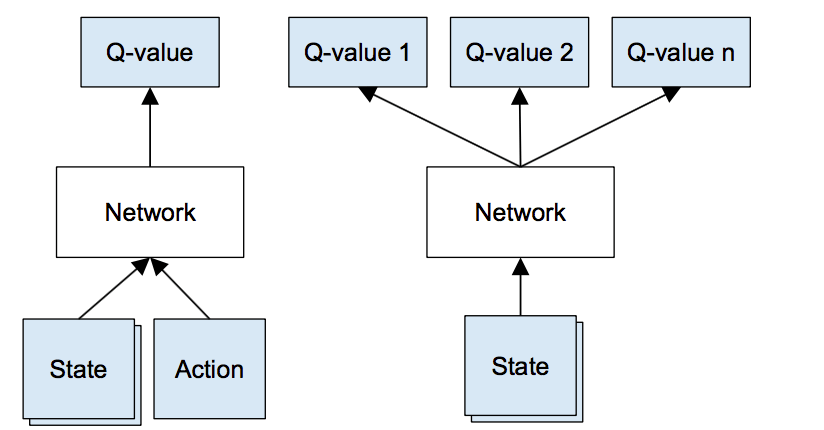 Q-value
Network
State
Action
Q-value 1
Q-value 2
Q-value n
Network
State